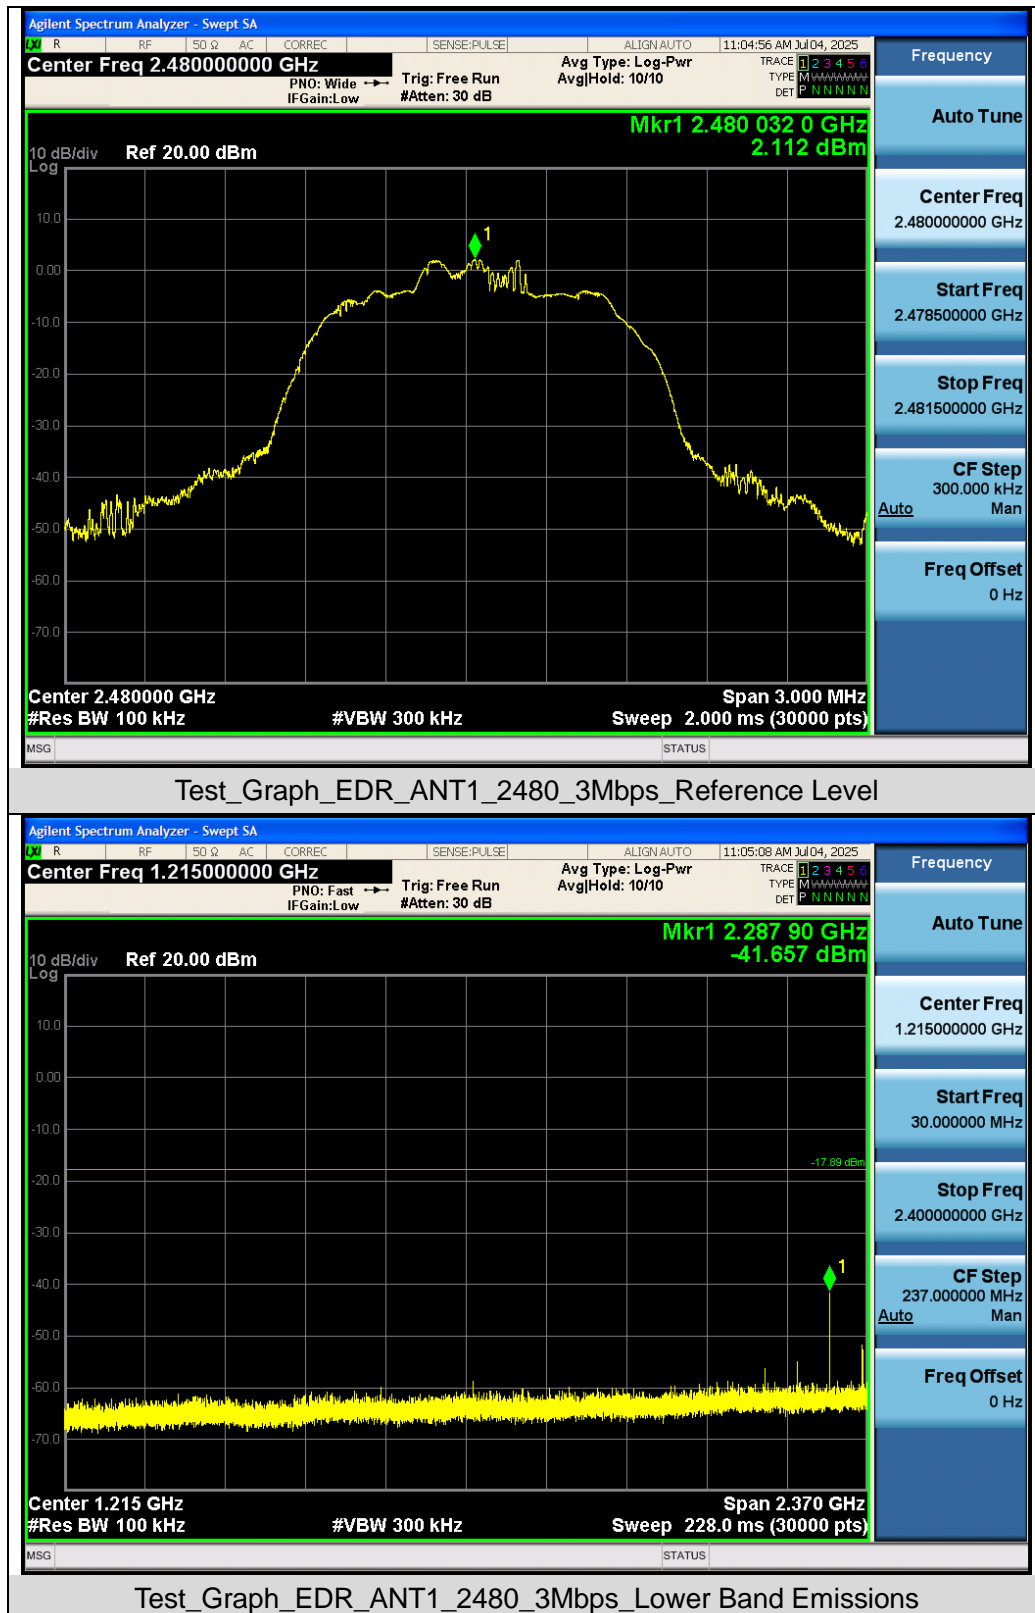 Agilent Spectrum Analyzer - Swept SA
LXI R RF 50 Ω AC CORREC SENSE:PULSE ALIGN AUTO 11:04:56 AM Jul 04, 2025
Center Freq 2.480000000 GHz
PNO: Wide
IFGain:Low
Trig: Free Run
#Atten: 30 dB
Avg Type: Log-Pwr
Avg|Hold: 10/10
TRACE 1 2 3 4 5 6
TYPE M
DET P N N N N N
Frequency
Auto Tune
Mkr1 2.480 032 0 GHz
2.112 dBm
10 dB/div Ref 20.00 dBm
Log
10.0
0.00
-10.0
-20.0
-30.0
-40.0
-50.0
-60.0
-70.0
1
Center Freq
2.480000000 GHz
Start Freq
2.478500000 GHz
Stop Freq
2.481500000 GHz
CF Step
300.000 kHz
Auto Man
Freq Offset
0 Hz
Center 2.480000 GHz Span 3.000 MHz
#Res BW 100 kHz #VBW 300 kHz Sweep 2.000 ms (30000 pts)
MSG STATUS
Test_Graph_EDR_ANT1_2480_3Mbps_Reference Level
Agilent Spectrum Analyzer - Swept SA
LXI R RF 50 Ω AC CORREC SENSE:PULSE ALIGN AUTO 11:05:08 AM Jul 04, 2025
Center Freq 1.215000000 GHz
PNO: Fast
IFGain:Low
Trig: Free Run
#Atten: 30 dB
Avg Type: Log-Pwr
Avg|Hold: 10/10
TRACE 1 2 3 4 5 6
TYPE M
DET P N N N N N
Frequency
Auto Tune
Mkr1 2.287 90 GHz
-41.657 dBm
10 dB/div Ref 20.00 dBm
Log
10.0
0.00
-10.0
-17.89 dBm
-20.0
-30.0
-40.0
-50.0
-60.0
-70.0
1
Center Freq
1.215000000 GHz
Start Freq
30.000000 MHz
Stop Freq
2.400000000 GHz
CF Step
237.000000 MHz
Auto Man
Freq Offset
0 Hz
Center 1.215 GHz Span 2.370 GHz
#Res BW 100 kHz #VBW 300 kHz Sweep 228.0 ms (30000 pts)
MSG STATUS
Test_Graph_EDR_ANT1_2480_3Mbps_Lower Band Emissions